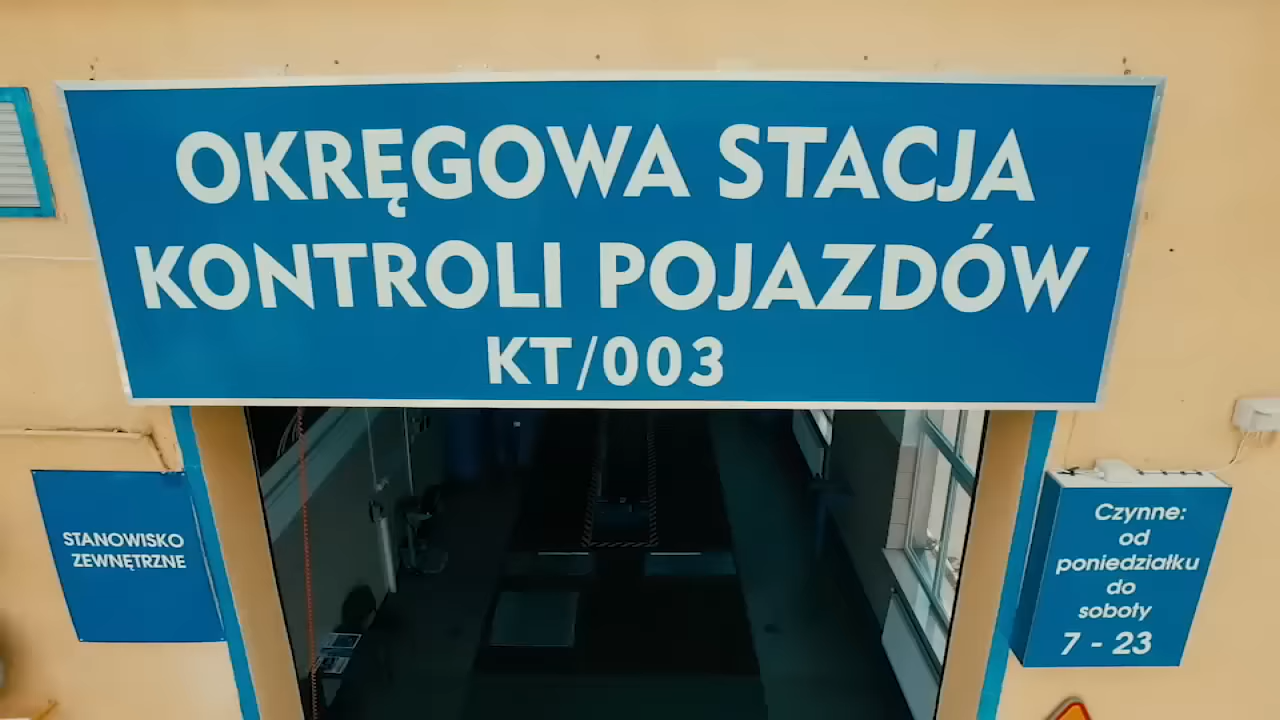 OKRĘGOWA STACJA
KONTROLI POJAZDÓW
KT/003
STANOWISKO
ZEWNĘTRZNE
Czynne:
od
poniedziałku
do
soboty
7 - 23